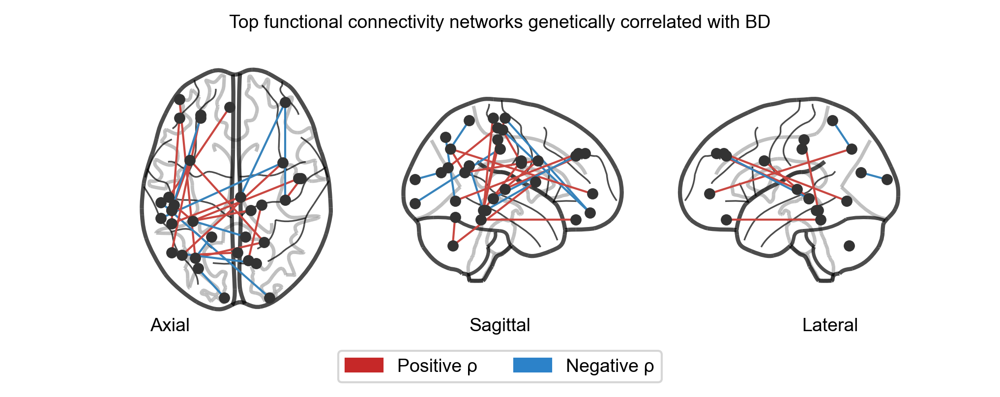 Top functional connectivity networks genetically correlated with BD
Axial
Sagittal
Lateral
Positive ρ
Negative ρ